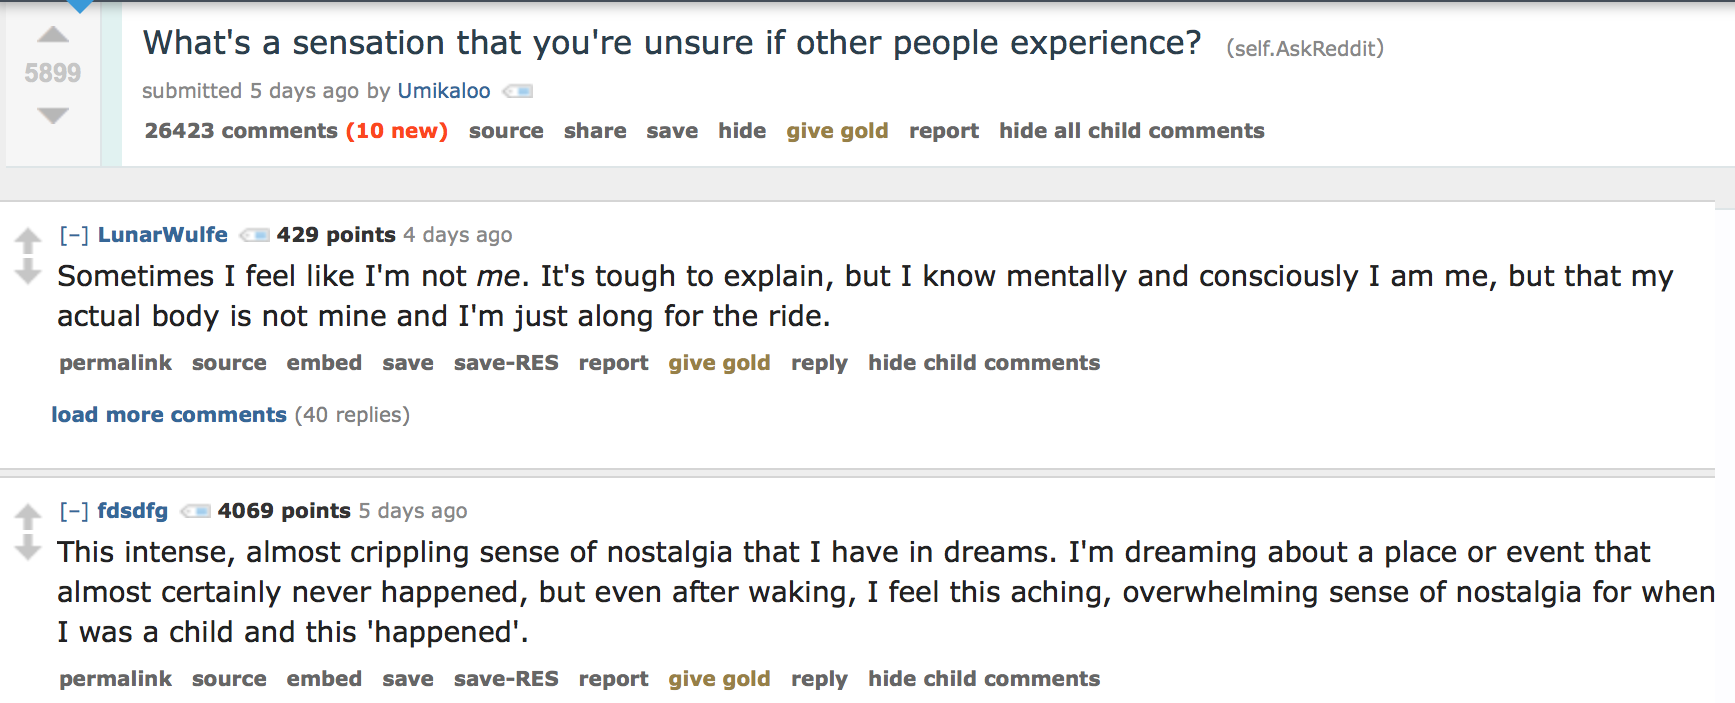 What's a sensation that you're unsure if other people experience? (self.AskReddit)
5899
submitted 5 days ago by Umikaloo
26423 comments (10 new) source share save hide give gold report hide all child comments
[–] LunarWulfe 429 points 4 days ago
Sometimes I feel like I'm not me. It's tough to explain, but I know mentally and consciously I am me, but that my
actual body is not mine and I'm just along for the ride.
permalink source embed save save-RES report give gold reply hide child comments
load more comments (40 replies)
[–] fdsdfg 4069 points 5 days ago
This intense, almost crippling sense of nostalgia that I have in dreams. I'm dreaming about a place or event that
almost certainly never happened, but even after waking, I feel this aching, overwhelming sense of nostalgia for when
I was a child and this 'happened'.
permalink source embed save save-RES report give gold reply hide child comments